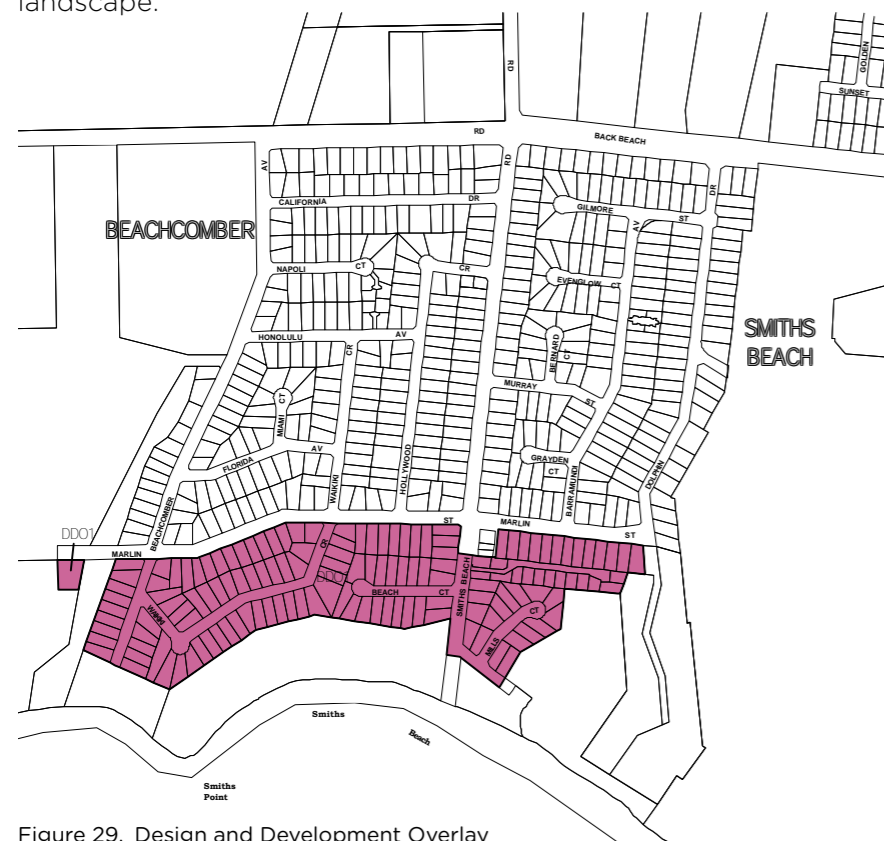 landscape.
GOLDEN
SUNSET
RD
RD
BACK BEACH
AV
RD
DR
CALIFORNIA
DR
GILMORE
ST
BEACHCOMBER
AV
NAPOLI
CT
CR
EVENGLOW CT
SMITHS
BEACH
HONOLULU
AV
CR
BERNARD
CT
MURRAY
ST
MIAMI
CT
FLORIDA
AV
GRAYDEN
CT
HOLLYWOOD
WAIKIKI
BARRAMUNDI
DOLPHIN
BEACHCOMBER
ST
MARLIN
ST
DDO1
MARLIN
CR
BEACH
CT
SMITHS BEACH
CT
MILLS
Smiths
Beach
Smiths
Point
Figure 29. Design and Development Overlay